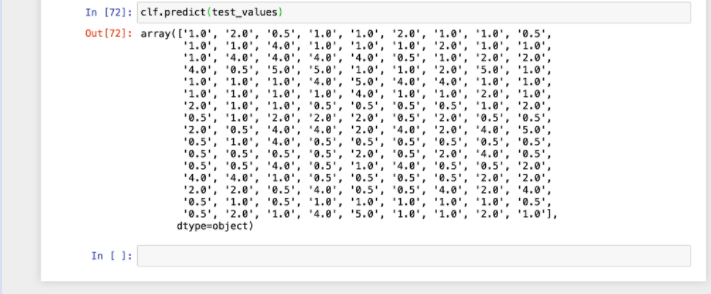 In [72]: clf.predict(test_values)
Out[72]: array(['1.0', '2.0', '0.5', '1.0', '1.0', '2.0', '1.0', '1.0', '0.5',
'1.0', '1.0', '4.0', '1.0', '1.0', '1.0', '2.0', '1.0', '1.0',
'1.0', '4.0', '4.0', '4.0', '4.0', '0.5', '1.0', '2.0', '2.0',
'4.0', '0.5', '5.0', '5.0', '1.0', '1.0', '2.0', '5.0', '1.0',
'1.0', '1.0', '1.0', '4.0', '5.0', '4.0', '4.0', '1.0', '1.0',
'1.0', '1.0', '1.0', '1.0', '4.0', '1.0', '1.0', '2.0', '1.0',
'2.0', '1.0', '1.0', '0.5', '0.5', '0.5', '0.5', '1.0', '2.0',
'0.5', '1.0', '2.0', '2.0', '2.0', '0.5', '2.0', '0.5', '0.5',
'2.0', '0.5', '4.0', '4.0', '2.0', '4.0', '2.0', '4.0', '5.0',
'0.5', '1.0', '4.0', '0.5', '0.5', '0.5', '0.5', '0.5', '0.5',
'0.5', '0.5', '0.5', '0.5', '2.0', '0.5', '2.0', '4.0', '0.5',
'0.5', '0.5', '4.0', '0.5', '1.0', '4.0', '0.5', '0.5', '2.0',
'4.0', '4.0', '1.0', '0.5', '0.5', '0.5', '0.5', '2.0', '2.0',
'2.0', '2.0', '0.5', '4.0', '0.5', '0.5', '4.0', '2.0', '4.0',
'0.5', '1.0', '0.5', '1.0', '1.0', '1.0', '1.0', '1.0', '0.5',
'0.5', '2.0', '1.0', '4.0', '5.0', '1.0', '1.0', '2.0', '1.0'],
dtype=object)
In [ ]: